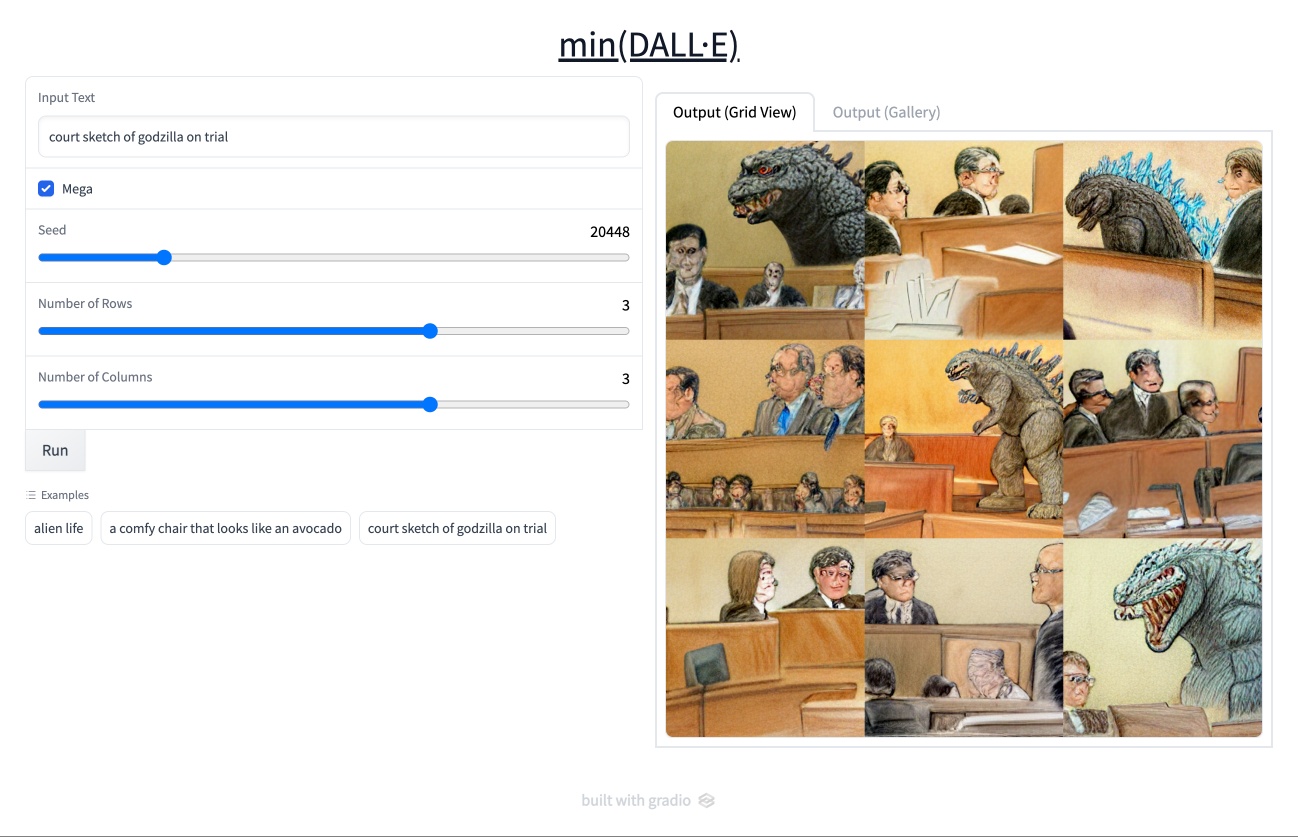 min(DALL·E)
Input Text
court sketch of godzilla on trial
Mega
Seed
20448
Number of Rows
3
Number of Columns
3
Run
Examples
alien life
a comfy chair that looks like an avocado
court sketch of godzilla on trial
Output (Grid View)
Output (Gallery)
built with gradio